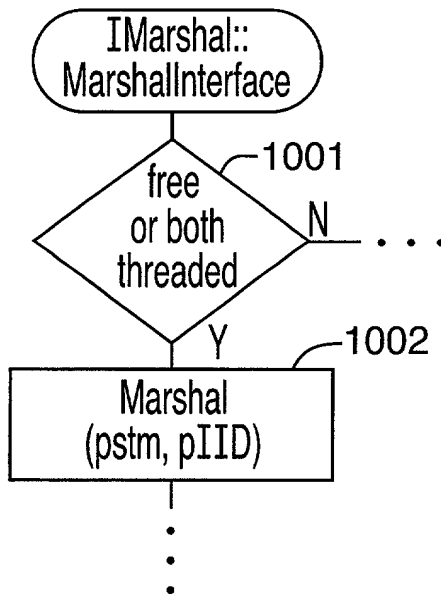 IMarshal::
MarshalInterface
1001
free
or both
threaded
N
Y
1002
Marshal
(pstm, pIID)